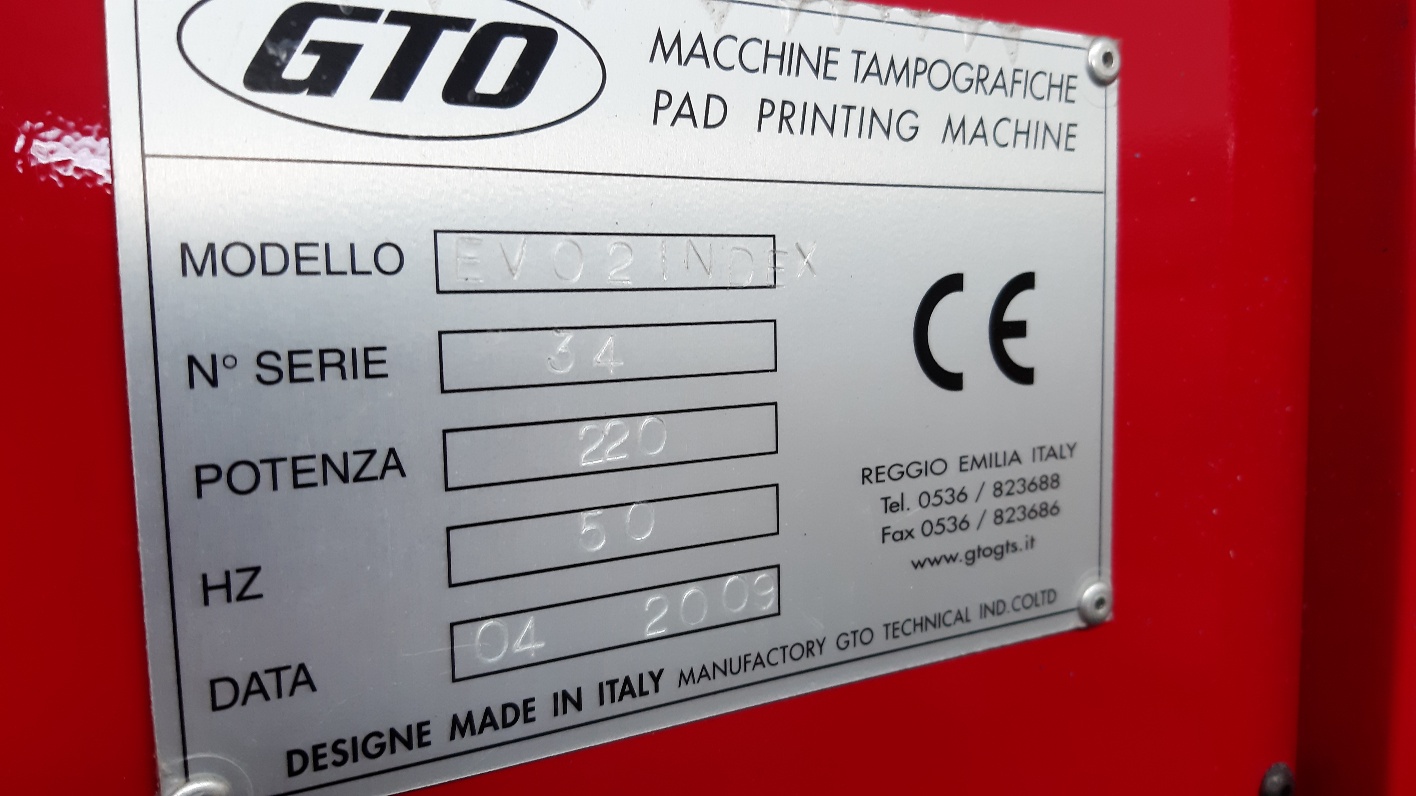 GTO
MACCHINE TAMPOGRAFICHE
PAD PRINTING MACHINE
MODELLO EVO2INDEX
N° SERIE 34
POTENZA 220
HZ 50
DATA 04 2009
CE
REGGIO EMILIA ITALY
Tel. 0536 / 823688
Fax 0536 / 823686
www.gtogts.it
DESIGNE MADE IN ITALY MANUFACTORY GTO TECHNICAL IND.COLTD